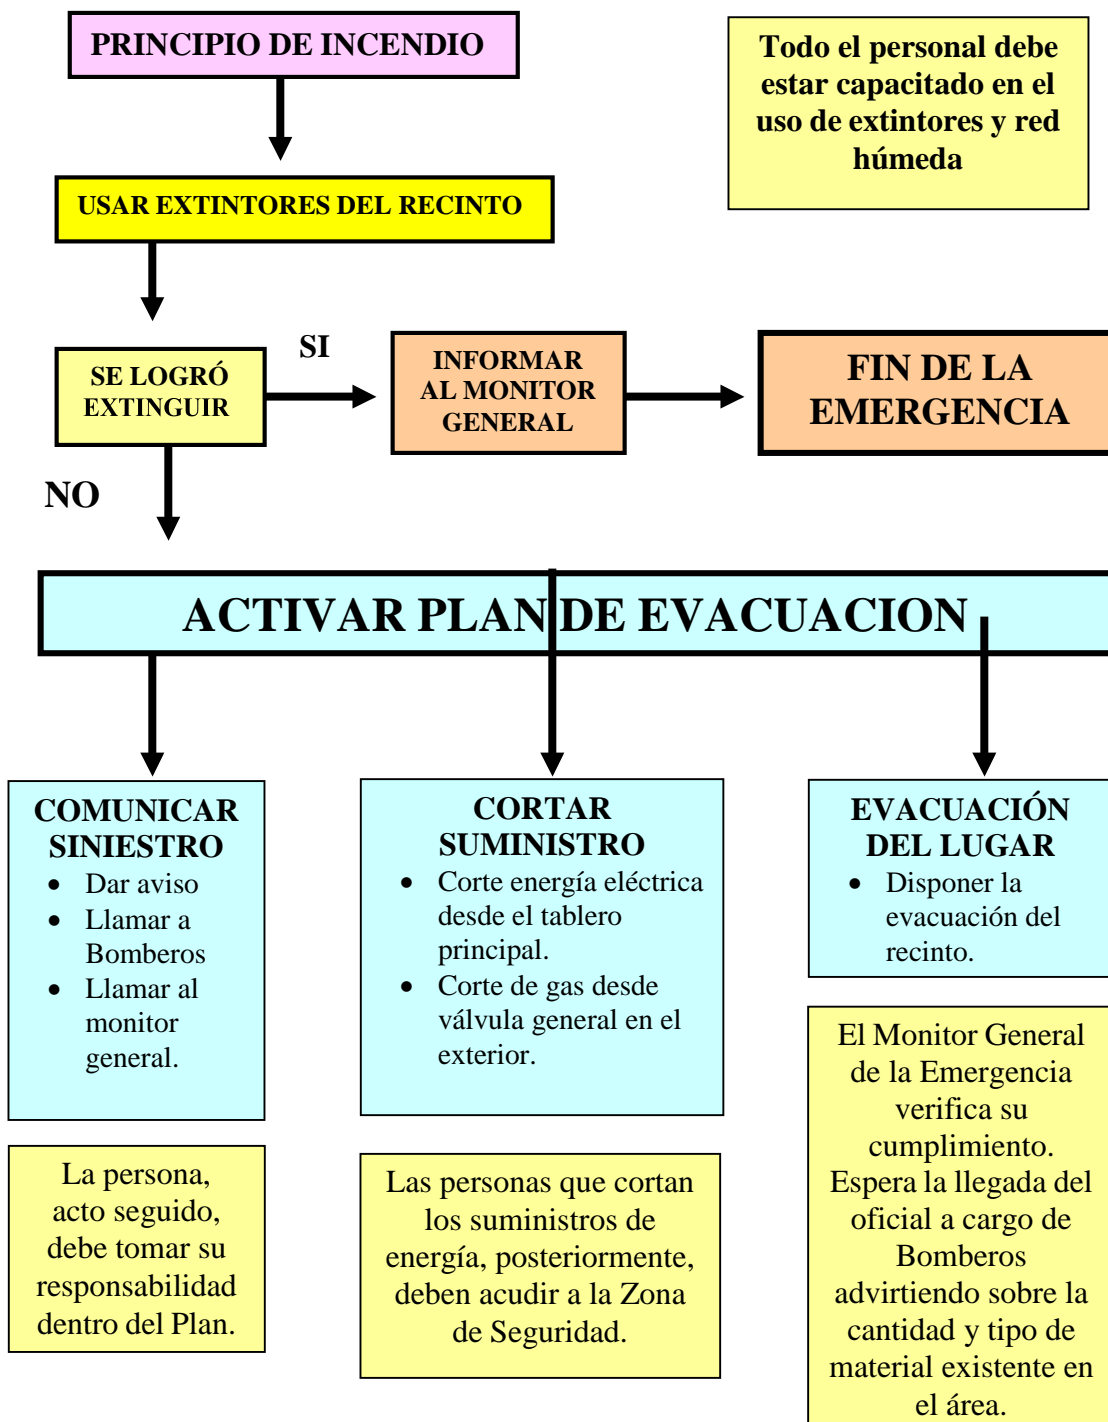 PRINCIPIO DE INCENDIO
Todo el personal debe
estar capacitado en el
uso de extintores y red
húmeda
USAR EXTINTORES DEL RECINTO
SE LOGRÓ
EXTINGUIR
SI
INFORMAR
AL MONITOR
GENERAL
FIN DE LA
EMERGENCIA
NO
ACTIVAR PLAN DE EVACUACION
COMUNICAR
SINIESTRO
• Dar aviso
• Llamar a
Bomberos
• Llamar al
monitor
general.
CORTAR
SUMINISTRO
• Corte energía eléctrica
desde el tablero
principal.
• Corte de gas desde
válvula general en el
exterior.
EVACUACIÓN
DEL LUGAR
• Disponer la
evacuación del
recinto.
La persona,
acto seguido,
debe tomar su
responsabilidad
dentro del Plan.
Las personas que cortan
los suministros de
energía, posteriormente,
deben acudir a la Zona
de Seguridad.
El Monitor General
de la Emergencia
verifica su
cumplimiento.
Espera la llegada del
oficial a cargo de
Bomberos
advirtiendo sobre la
cantidad y tipo de
material existente en
el área.